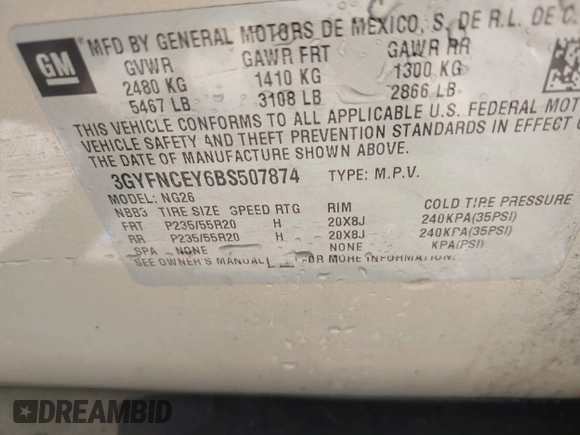 GM
MFD BY GENERAL MOTORS DE MEXICO, S. DE R.L. DE C.
GVWR GAWR FRT GAWR RR
2480 KG 1410 KG 1300 KG
5467 LB 3108 LB 2866 LB
THIS VEHICLE CONFORMS TO ALL APPLICABLE U.S. FEDERAL MOT
VEHICLE SAFETY AND THEFT PREVENTION STANDARDS IN EFFECT ON
THE DATE OF MANUFACTURE SHOWN ABOVE.
3GYFNCEY6BS507874 TYPE: M.P.V.
MODEL: NG26
NBB3 TIRE SIZE SPEED RTG RIM COLD TIRE PRESSURE
FRT P235/55R20 H 20X8J 240KPA(35PSI)
RR P235/55R20 H 20X8J 240KPA(35PSI)
SPA NONE NONE KPA(PSI)
SEE OWNER'S MANUAL FOR MORE INFORMATION.
DREAMBID